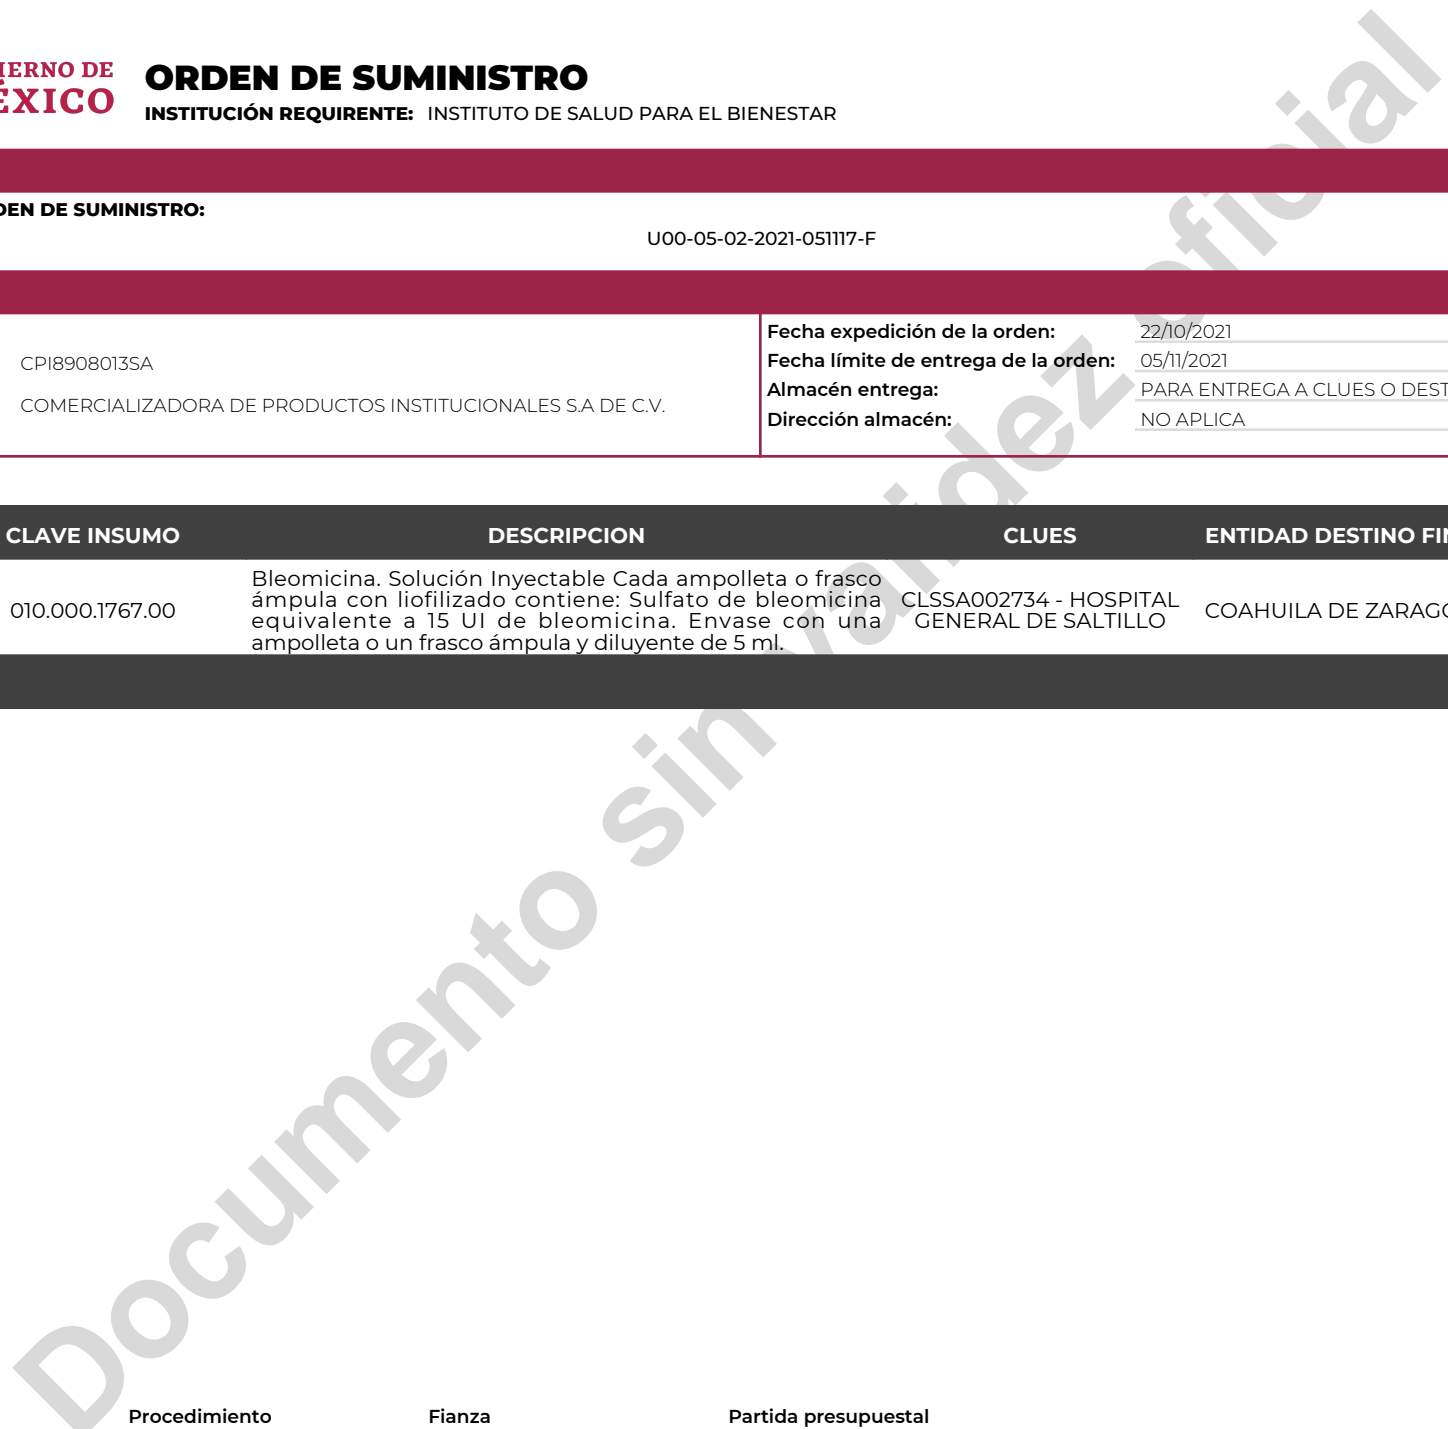 IERNO DE
ÉXICO
ORDEN DE SUMINISTRO
INSTITUCIÓN REQUIRENTE: INSTITUTO DE SALUD PARA EL BIENESTAR
DEN DE SUMINISTRO:
U00-05-02-2021-051117-F
CPI8908013SA
COMERCIALIZADORA DE PRODUCTOS INSTITUCIONALES S.A DE C.V.
Fecha expedición de la orden: 22/10/2021
Fecha límite de entrega de la orden: 05/11/2021
Almacén entrega: PARA ENTREGA A CLUES O DEST
Dirección almacén: NO APLICA
CLAVE INSUMO DESCRIPCION CLUES ENTIDAD DESTINO FIN
010.000.1767.00
Bleomicina. Solución Inyectable Cada ampolleta o frasco
ámpula con liofilizado contiene: Sulfato de bleomicina
equivalente a 15 UI de bleomicina. Envase con una
ampolleta o un frasco ámpula y diluyente de 5 ml.
CLSSA002734 - HOSPITAL
GENERAL DE SALTILLO
COAHUILA DE ZARAGO
Documento sin validez oficial
Procedimiento Fianza Partida presupuestal